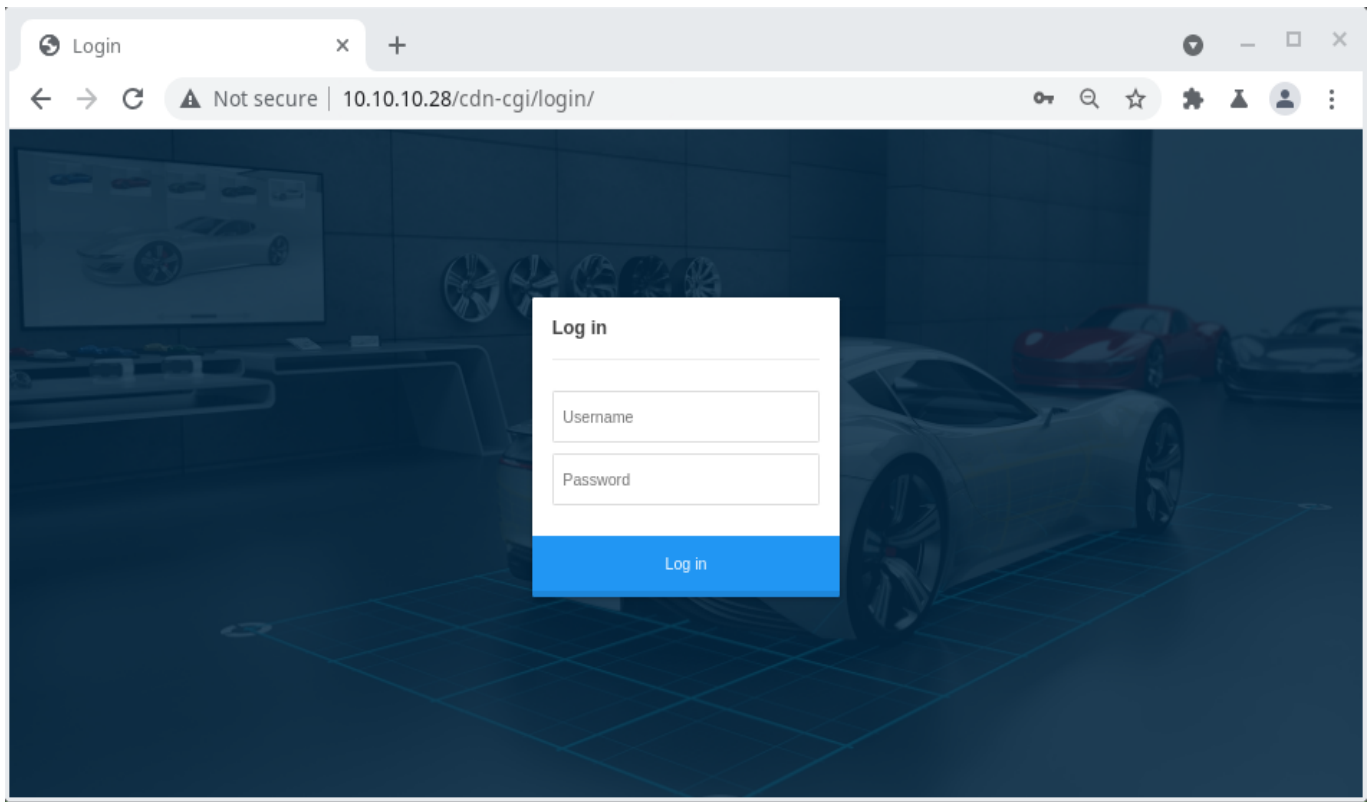 Login
Not secure 10.10.10.28/cdn-cgi/login/
Log in
Username
Password
Log in